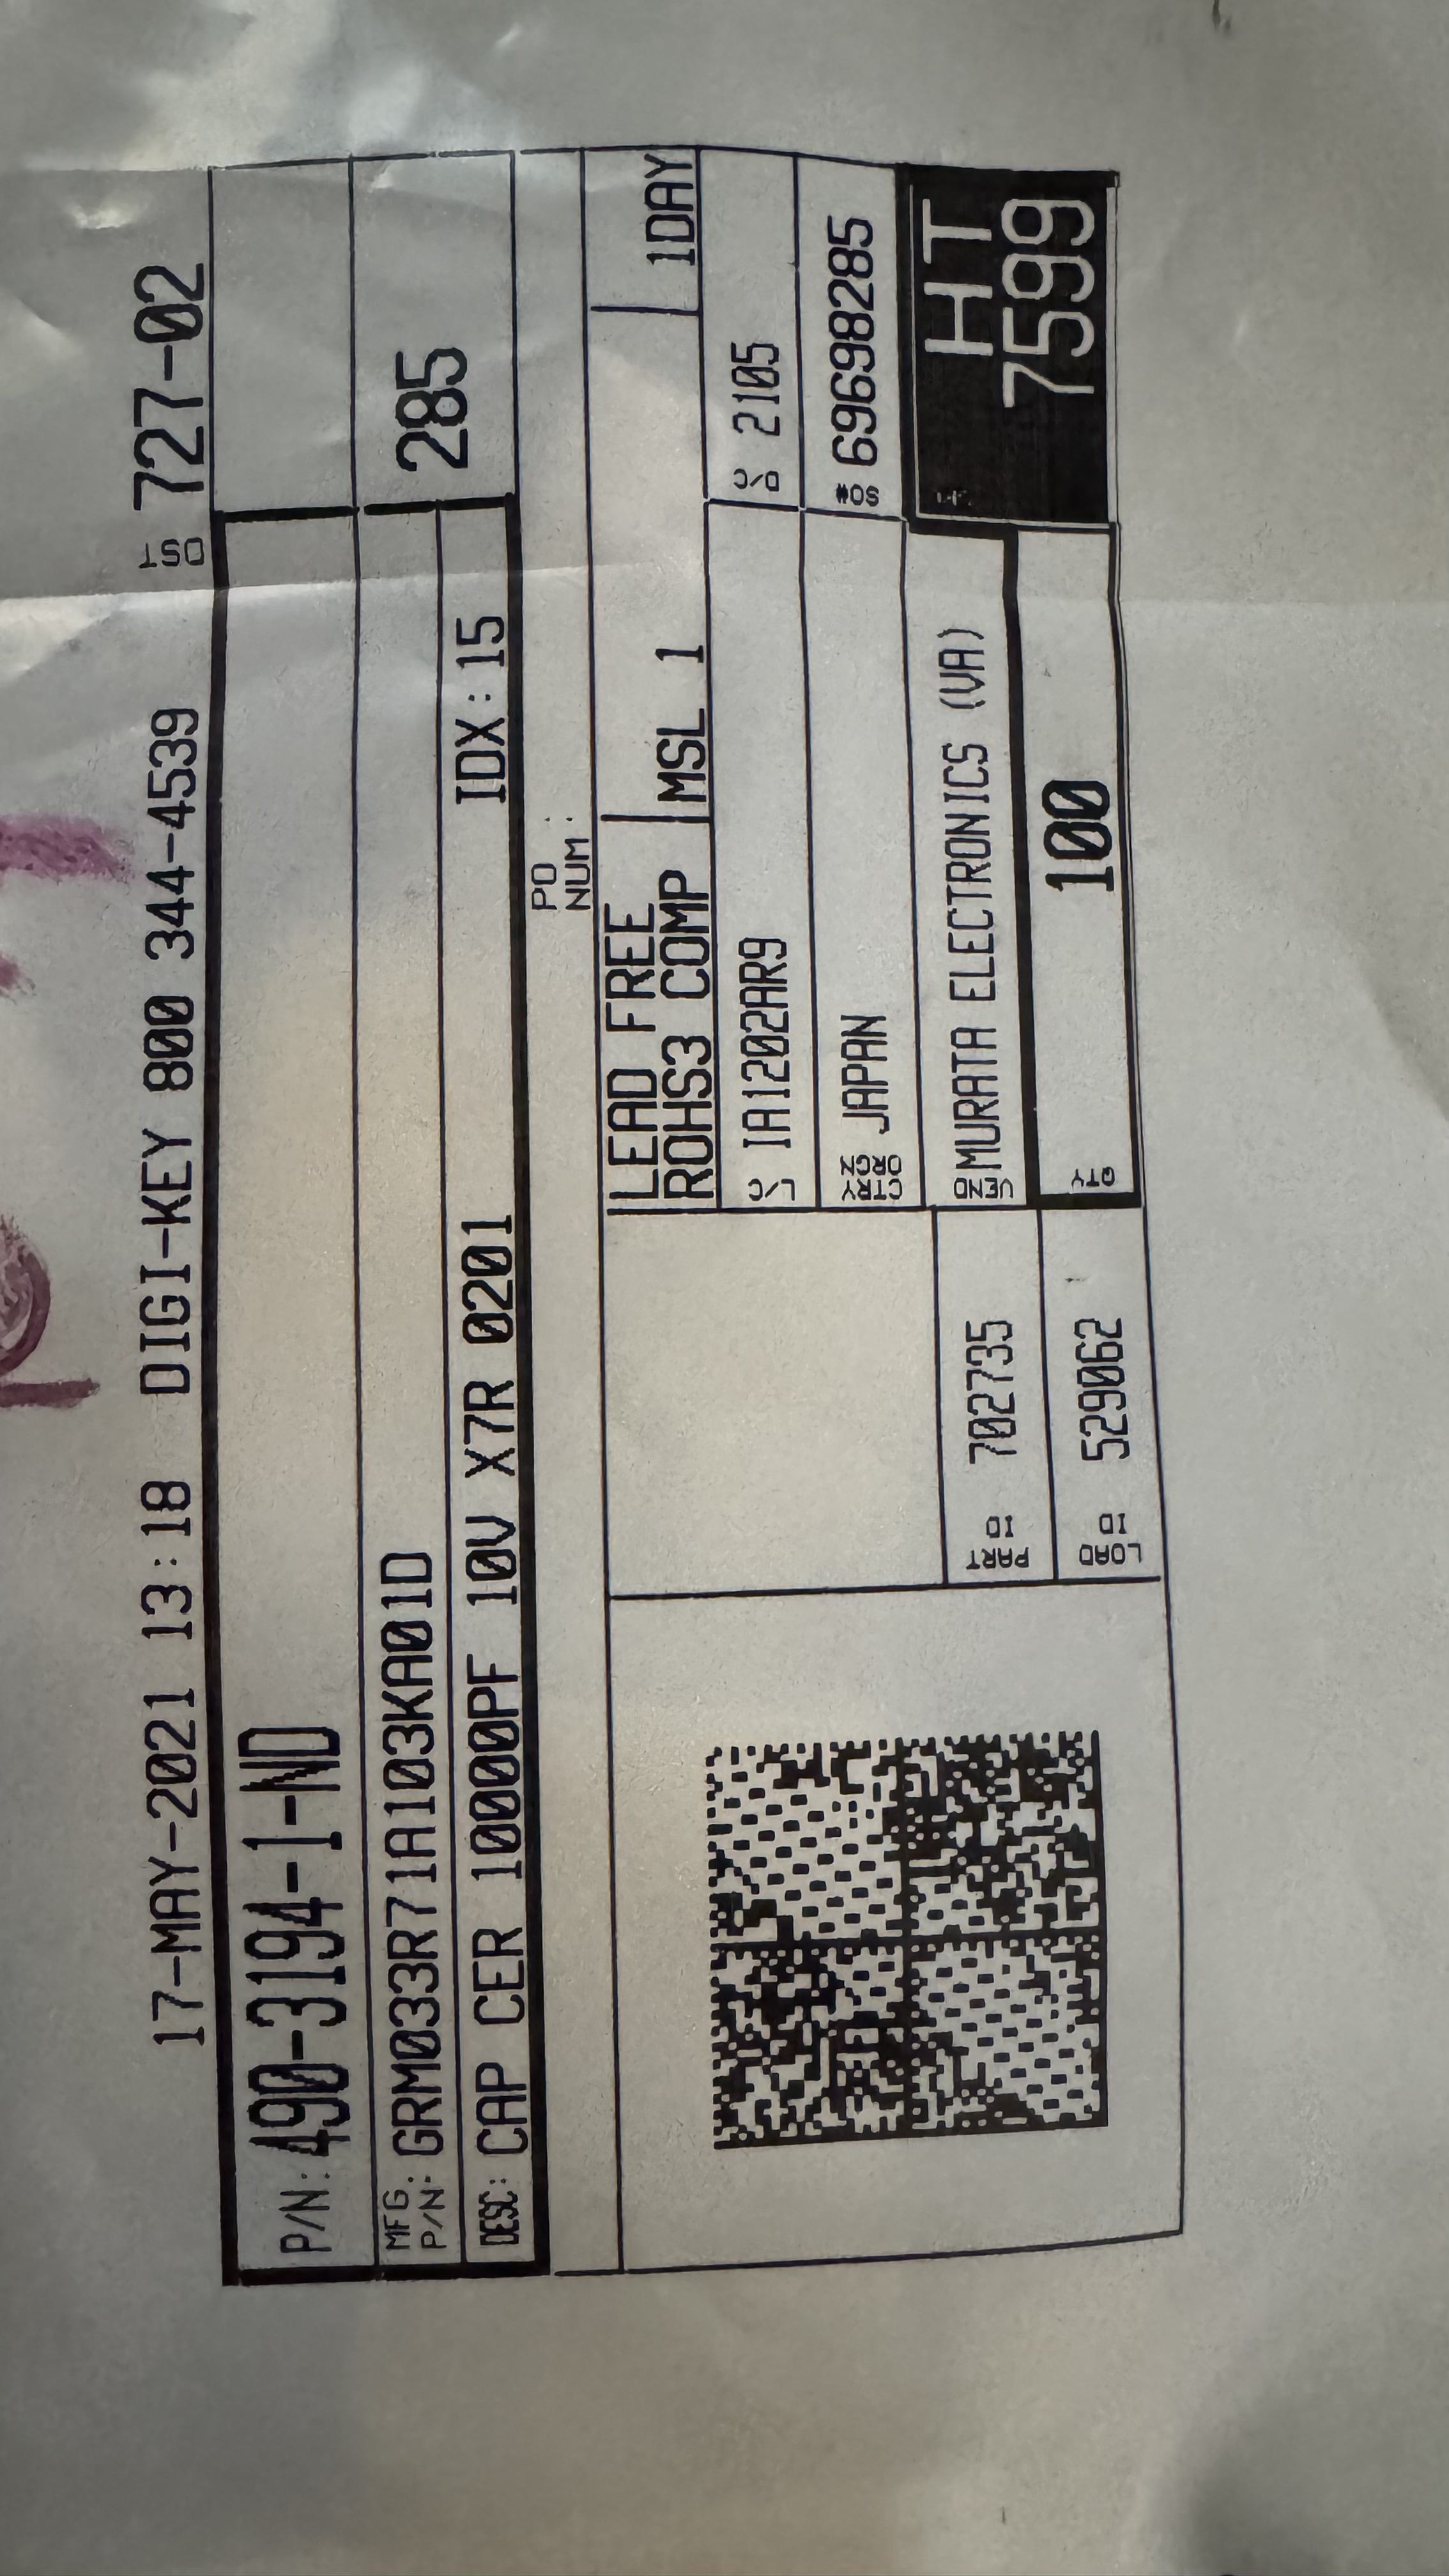 17-MAY-2021 13:18 DIGI-KEY 800 344-4539 DST 727-02
P/N: 490-3194-1-ND
MFG. P/N: GRM033R71A103KA01D 285
DESC: CAP CER 10000PF 10V X7R 0201 IDX:15
PO NUM:
LEAD FREE
ROHS3 COMP MSL 1 1DAY
L/C IA1202AR9 D/C 2105
CTRY ORGN JAPAN SO# 69698285
PART ID 702735 VEND MURATA ELECTRONICS (VA) HT
LOAD ID 529062 QTY 100 7599